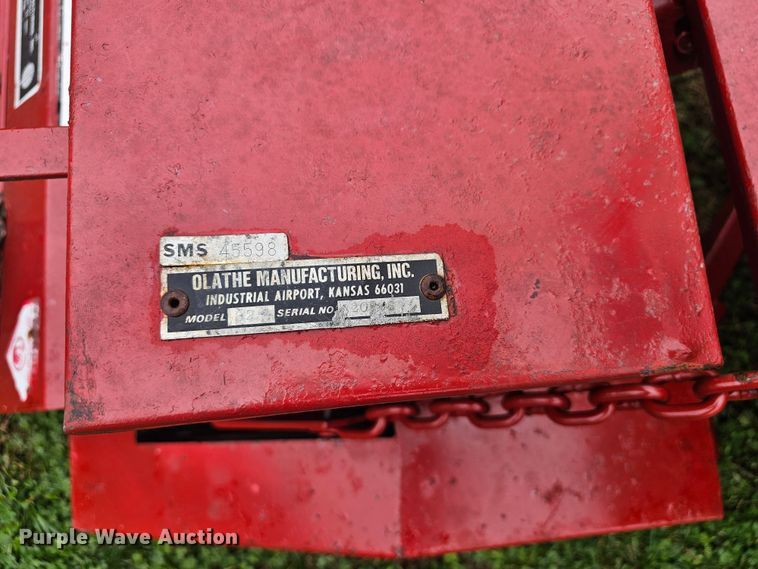 SMS 45598
OLATHE MANUFACTURING, INC.
INDUSTRIAL AIRPORT, KANSAS 66031
MODEL SERIAL NO.
Purple Wave Auction